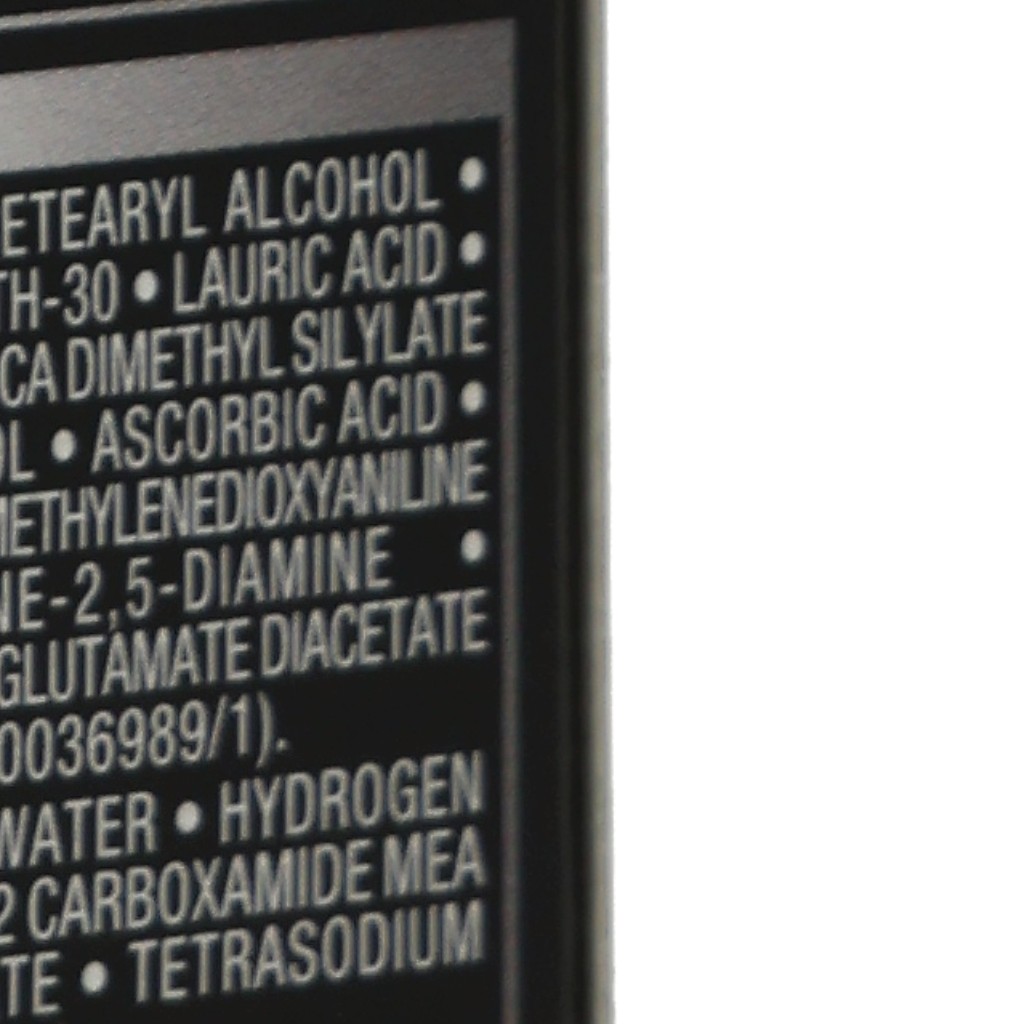 ETEARYL ALCOHOL •
TH-30 • LAURIC ACID •
CA DIMETHYL SILYLATE
OL • ASCORBIC ACID •
METHYLENEDIOXYANILINE
NE-2,5-DIAMINE •
GLUTAMATE DIACETATE
0036989/1).
WATER • HYDROGEN
2 CARBOXAMIDE MEA
TE • TETRASODIUM